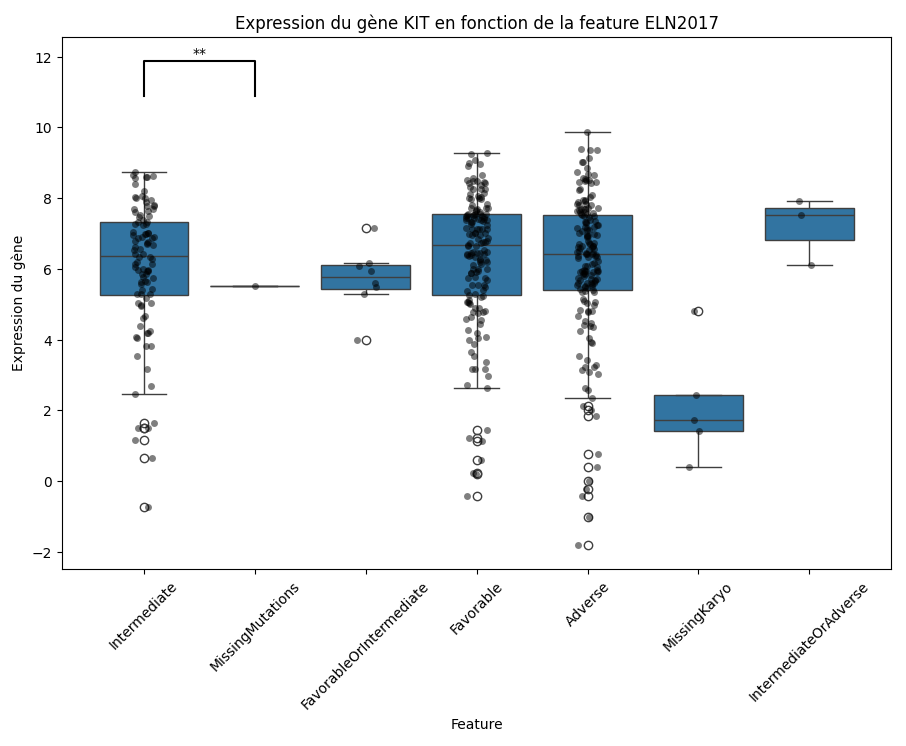 Expression du gène KIT en fonction de la feature ELN2017
**
12
10
8
6
4
2
0
−2
Expression du gène
Intermediate
MissingMutations
FavorableOrIntermediate
Favorable
Adverse
MissingKaryo
IntermediateOrAdverse
Feature